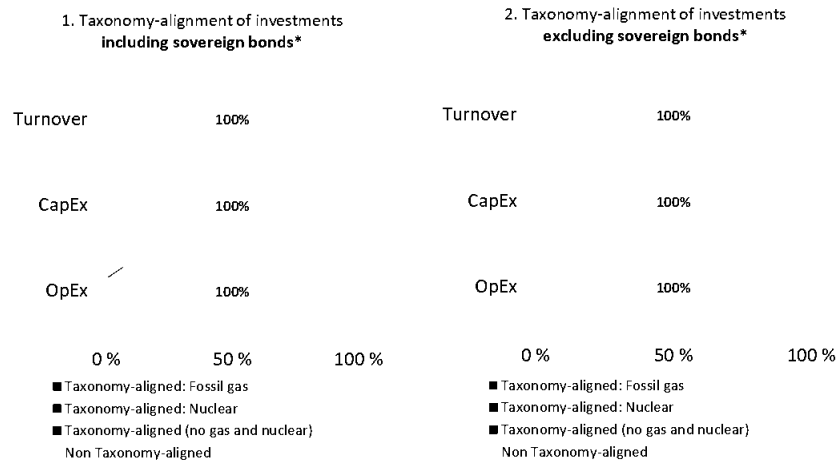 1. Taxonomy-alignment of investments
including sovereign bonds*
Turnover
100%
CapEx
100%
OpEx
100%
0 %
50 %
100 %
Taxonomy-aligned: Fossil gas
Taxonomy-aligned: Nuclear
Taxonomy-aligned (no gas and nuclear)
Non Taxonomy-aligned
2. Taxonomy-alignment of investments
excluding sovereign bonds*
Turnover
100%
CapEx
100%
OpEx
100%
0 %
50 %
100 %
Taxonomy-aligned: Fossil gas
Taxonomy-aligned: Nuclear
Taxonomy-aligned (no gas and nuclear)
Non Taxonomy-aligned